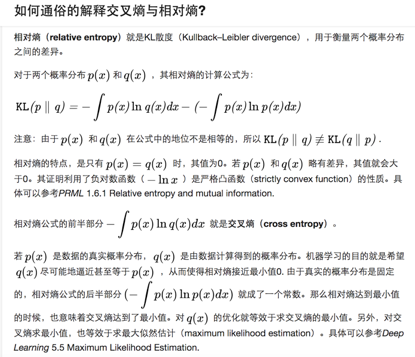 如何通俗的解释交叉熵与相对熵?
相对熵（relative entropy）就是KL散度（Kullback–Leibler divergence），用于衡量两个概率分布
之间的差异。
对于两个概率分布 p(x) 和 q(x) ，其相对熵的计算公式为：
KL(p ∥ q) = − ∫ p(x) ln q(x)dx − (− ∫ p(x) ln p(x)dx)
注意：由于 p(x) 和 q(x) 在公式中的地位不是相等的，所以 KL(p ∥ q) ≢ KL(q ∥ p) .
相对熵的特点，是只有 p(x) = q(x) 时，其值为0。若 p(x) 和 q(x) 略有差异，其值就会大
于0。其证明利用了负对数函数（ − ln x ）是严格凸函数（strictly convex function）的性质。具
体可以参考PRML 1.6.1 Relative entropy and mutual information.
相对熵公式的前半部分 − ∫ p(x) ln q(x)dx 就是交叉熵（cross entropy）。
若 p(x) 是数据的真实概率分布， q(x) 是由数据计算得到的概率分布。机器学习的目的就是希望
q(x) 尽可能地逼近甚至等于 p(x) ，从而使得相对熵接近最小值0. 由于真实的概率分布是固定
的，相对熵公式的后半部分 (− ∫ p(x) ln p(x)dx) 就成了一个常数。那么相对熵达到最小值
的时候，也意味着交叉熵达到了最小值。对 q(x) 的优化就等效于求交叉熵的最小值。另外，对交
叉熵求最小值，也等效于求最大似然估计（maximum likelihood estimation）。具体可以参考Deep
Learning 5.5 Maximum Likelihood Estimation.